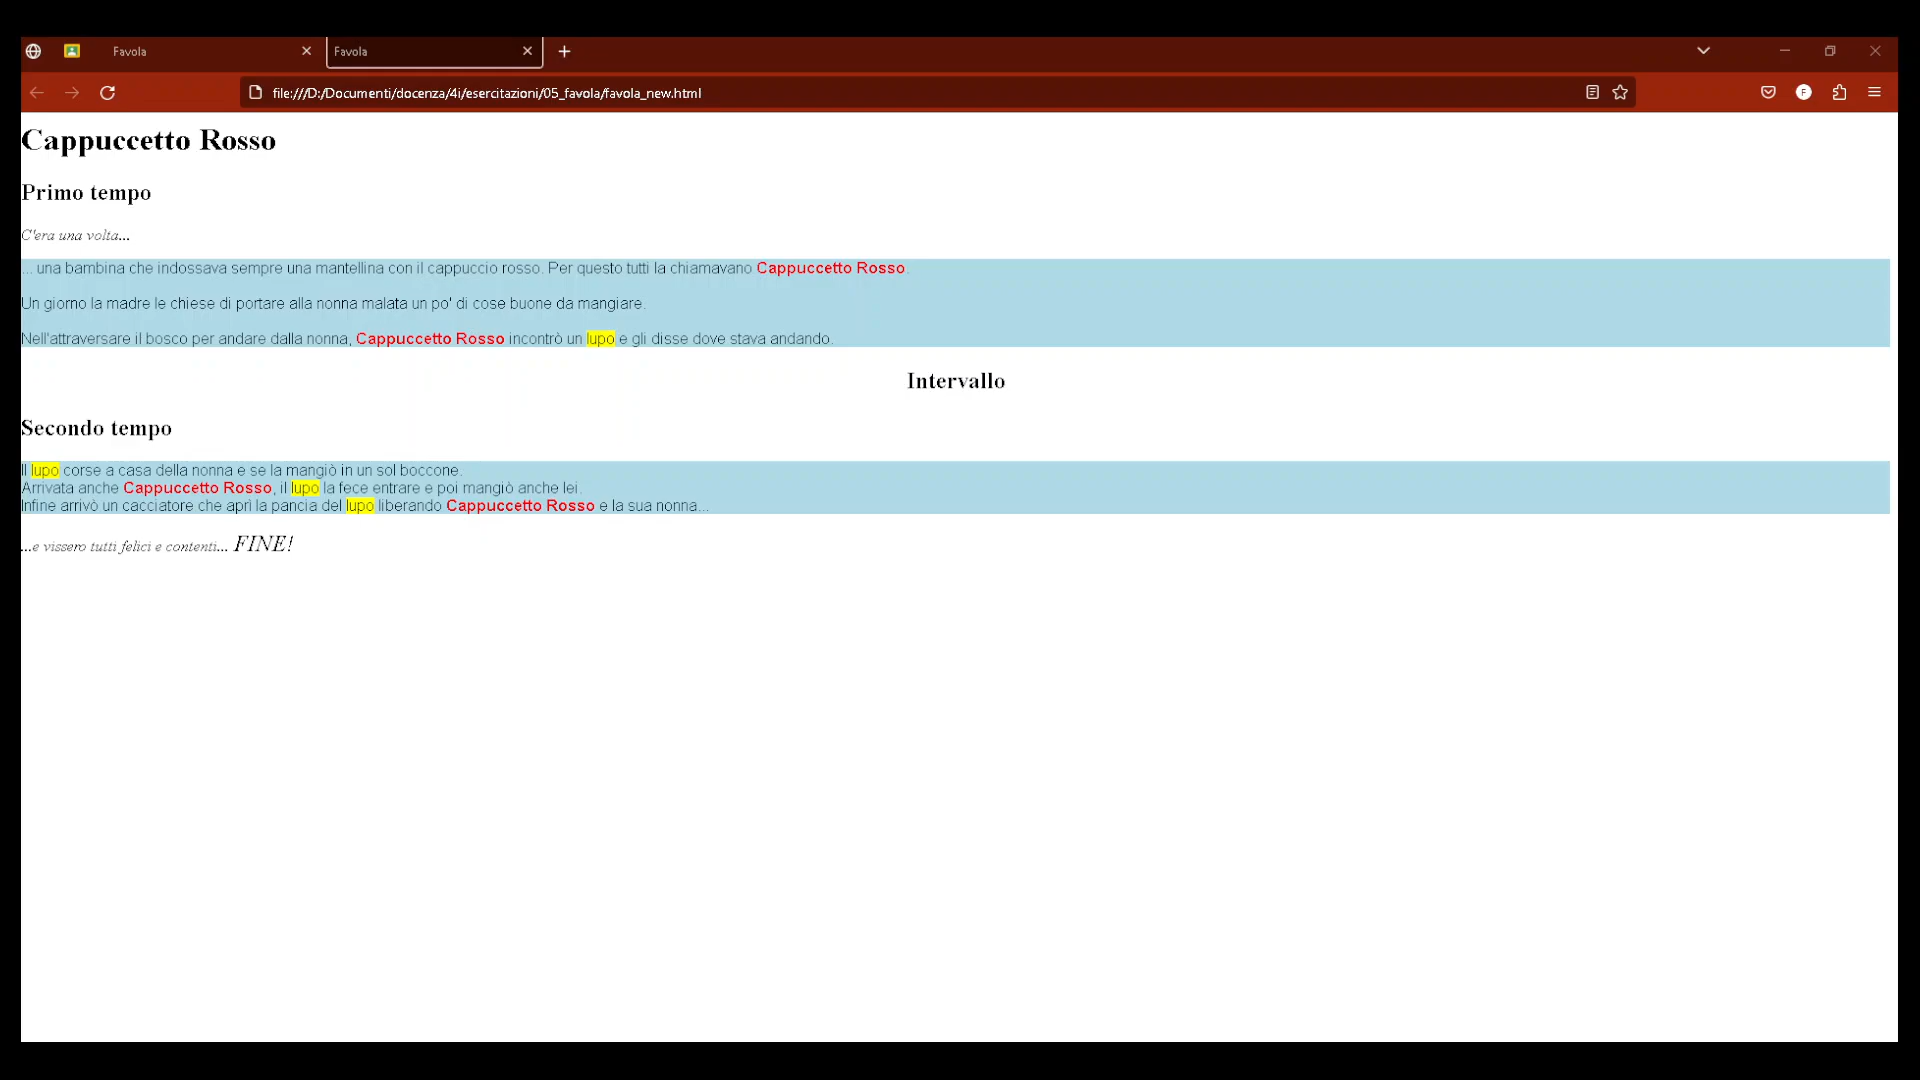 Favola
Favola
file:///D:/Documenti/docenza/4i/esercitazioni/05_favola/favola_new.html
F
Cappuccetto Rosso
Primo tempo
C'era una volta...
... una bambina che indossava sempre una mantellina con il cappuccio rosso. Per questo tutti la chiamavano Cappuccetto Rosso.
Un giorno la madre le chiese di portare alla nonna malata un po' di cose buone da mangiare.
Nell'attraversare il bosco per andare dalla nonna, Cappuccetto Rosso incontrò un lupo e gli disse dove stava andando.
Intervallo
Secondo tempo
Il lupo corse a casa della nonna e se la mangiò in un sol boccone.
Arrivata anche Cappuccetto Rosso, il lupo la fece entrare e poi mangiò anche lei.
Infine arrivò un cacciatore che aprì la pancia del lupo liberando Cappuccetto Rosso e la sua nonna...
...e vissero tutti felici e contenti... FINE!